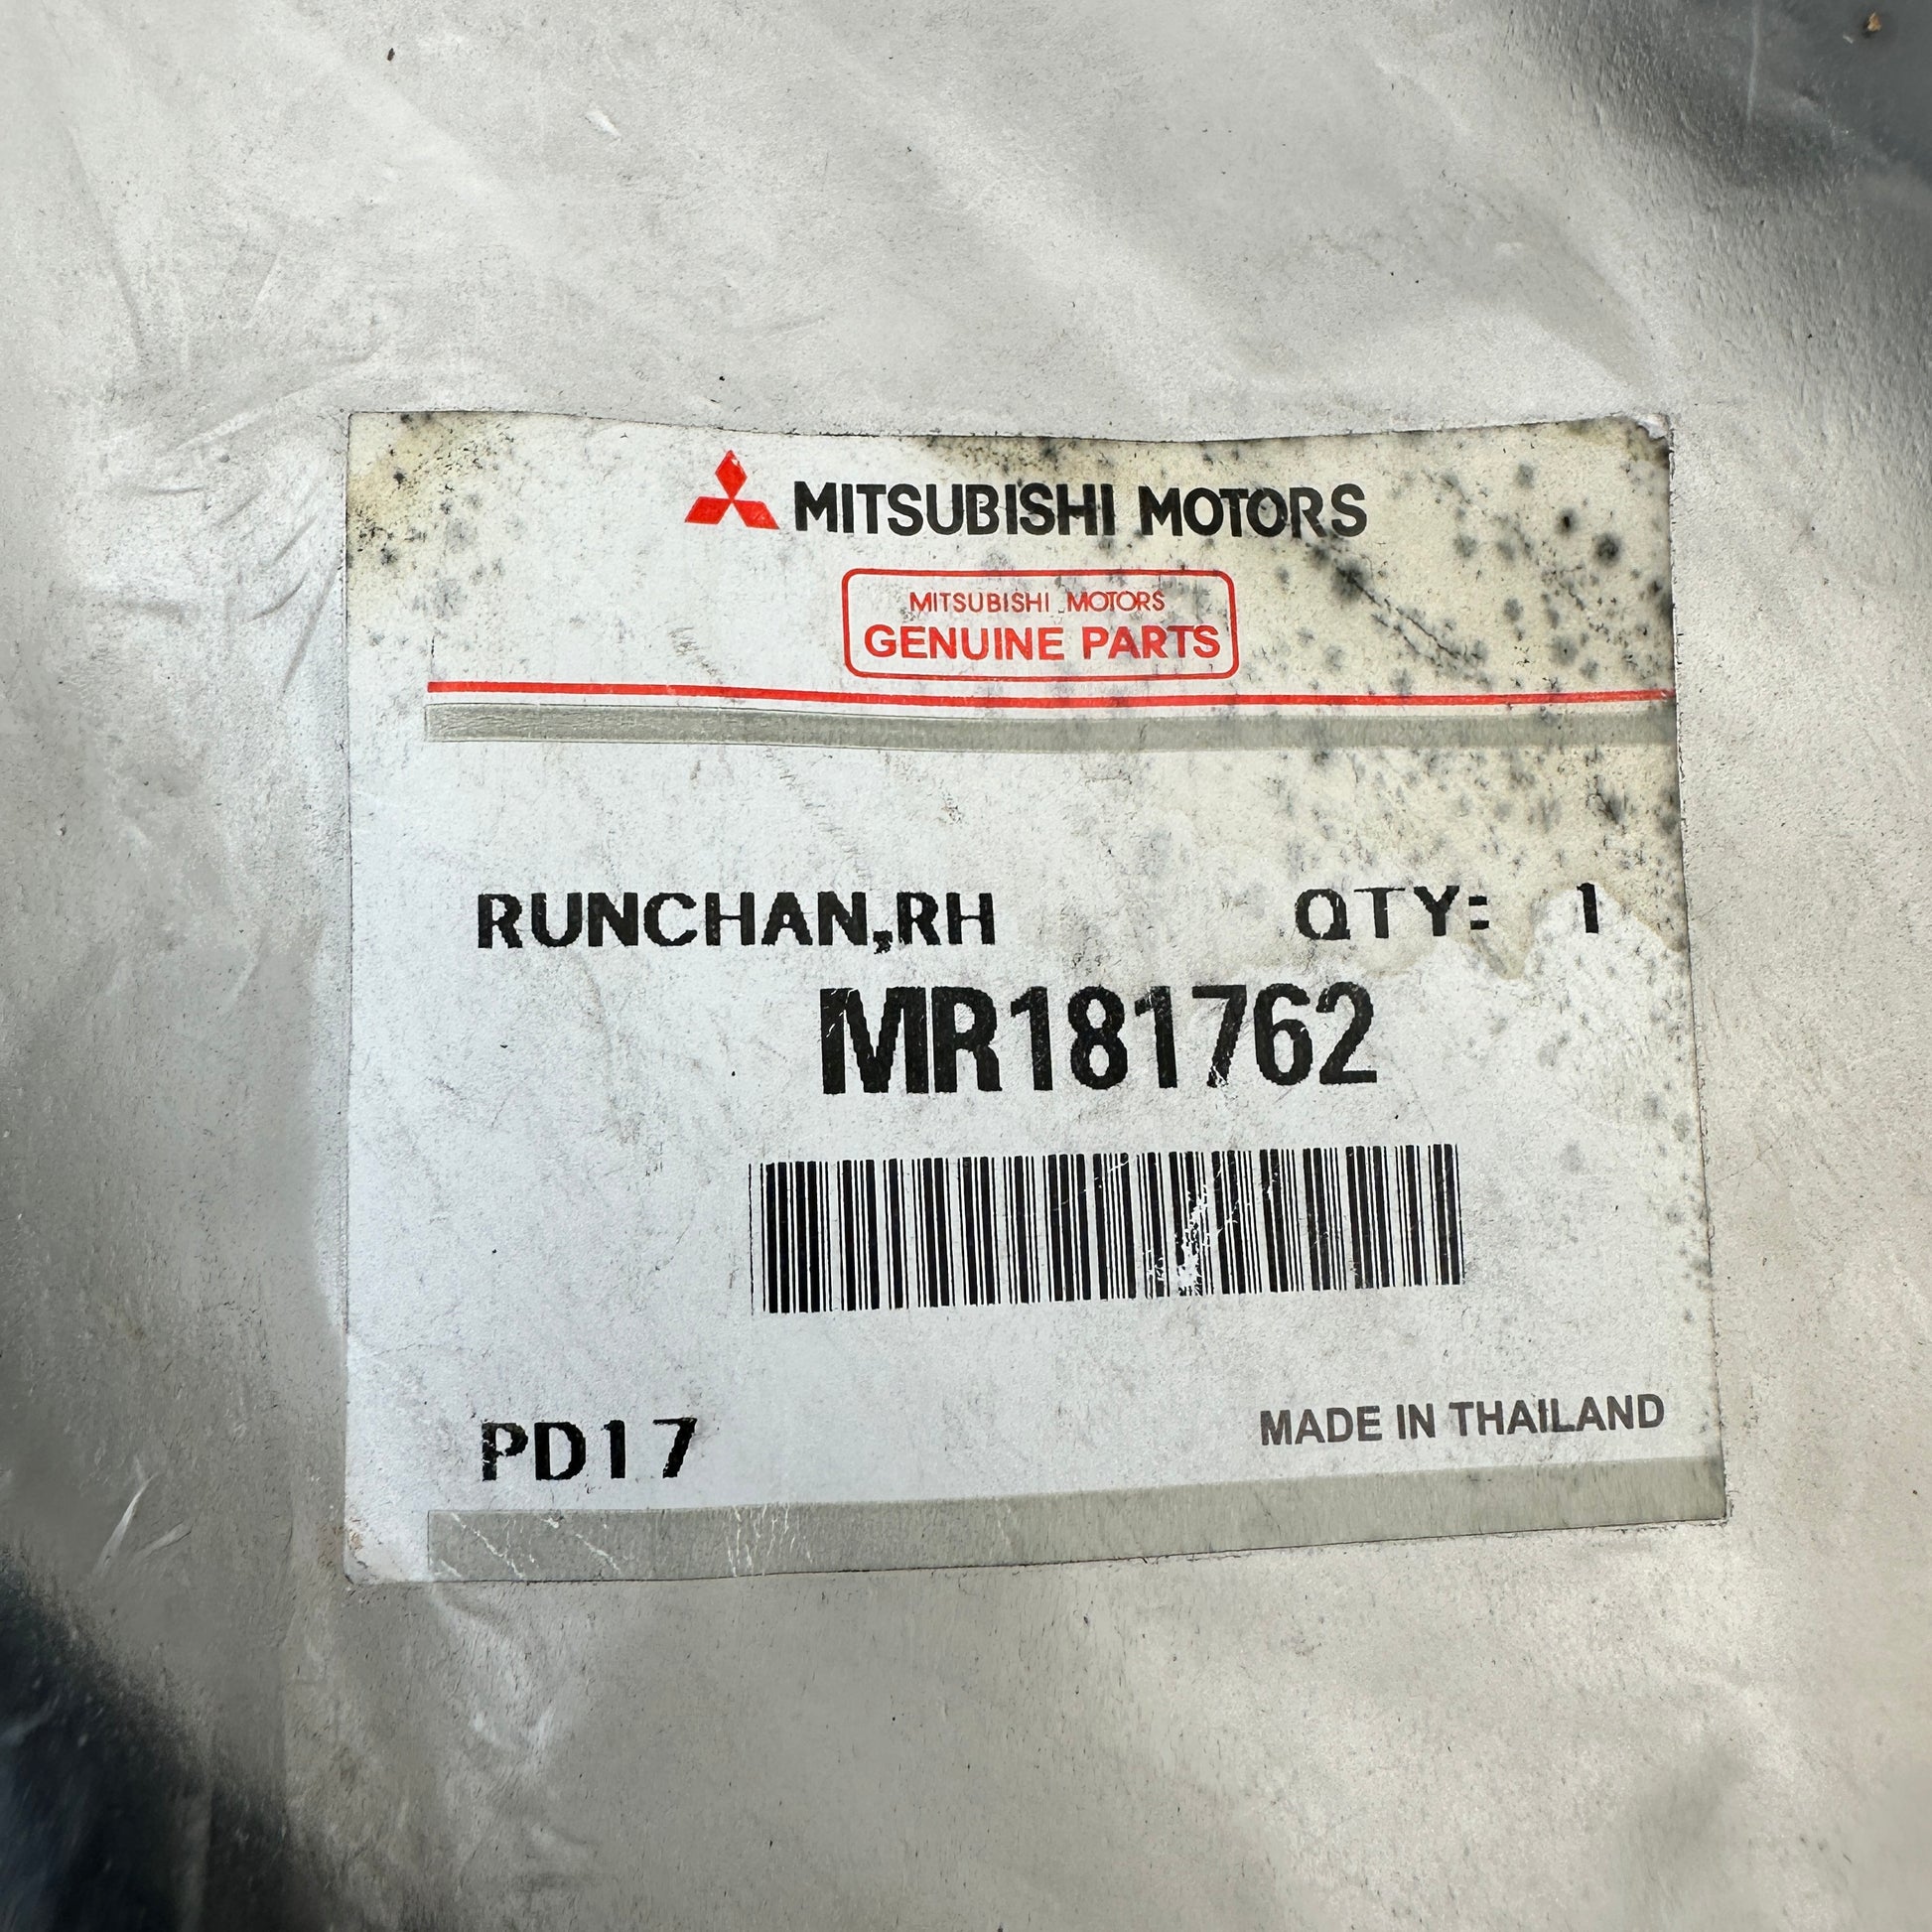 MITSUBISHI MOTORS
MITSUBISHI MOTORS
GENUINE PARTS
RUNCHAN,RH QTY: 1
MR181762
PD17 MADE IN THAILAND